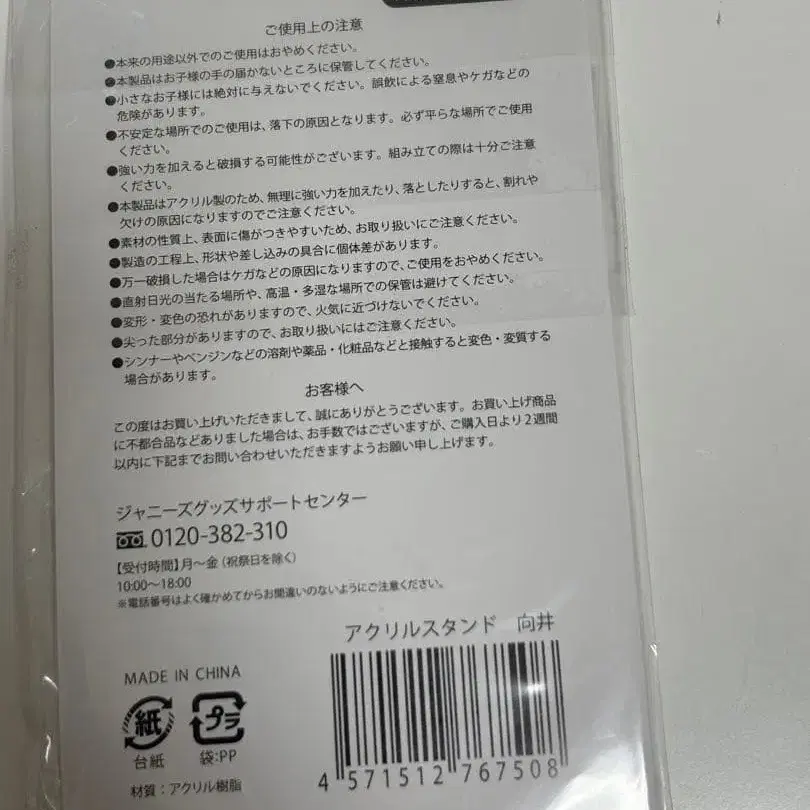 ご使用上の注意
●本来の用途以外でのご使用はおやめください。
●本製品はお子様の手の届かないところに保管してください。
●小さなお子様には絶対に与えないでください。誤飲による窒息やケガなどの
危険があります。
●不安定な場所でのご使用は、落下の原因となります。必ず平らな場所でご使用
ください。
●強い力を加えると破損する可能性がございます。組み立ての際は十分ご注意
ください。
●本製品はアクリル製のため、無理に強い力を加えたり、落としたりすると、割れや
欠けの原因になりますのでご注意ください。
●素材の性質上、表面に傷がつきやすいため、お取り扱いにご注意ください。
●製造の工程上、形状や差し込みの具合に個体差があります。
●万一破損した場合はケガなどの原因になりますので、ご使用をおやめください。
●直射日光の当たる場所や、高温・多湿な場所での保管は避けてください。
●変形・変色の恐れがありますので、火気に近づけないでください。
●尖った部分がありますので、お取り扱いにはご注意ください。
●シンナーやベンジンなどの溶剤や薬品・化粧品などと接触すると変色・変質する
場合があります。
お客様へ
この度はお買い上げいただきまして、誠にありがとうございます。お買い上げ商品
に不都合品などありました場合は、お手数ではございますが、ご購入日より2週間
以内に下記までお問い合わせいただきますようお願い申し上げます。
ジャニーズグッズサポートセンター
0120-382-310
【受付時間】月～金（祝祭日を除く）
10:00～18:00
※電話番号はよく確かめてからお間違いのないようにご注意ください。
アクリルスタンド 向井
MADE IN CHINA
紙 プラ
台紙 袋:PP
材質：アクリル樹脂
4 571512 767508